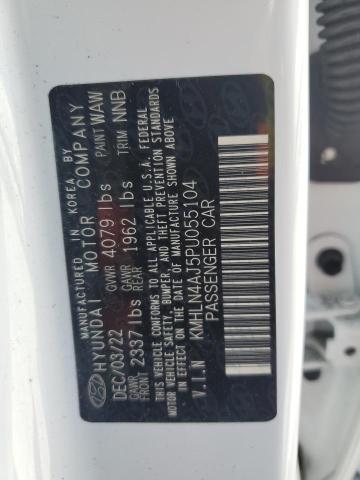 MANUFACTURED IN KOREA BY
HYUNDAI MOTOR COMPANY
DEC/03/22 GVWR 4079 lbs PAINT WAW
GAWR FRONT 2337 lbs GAWR REAR 1962 lbs TRIM NNB
THIS VEHICLE CONFORMS TO ALL APPLICABLE U.S.A. FEDERAL
MOTOR VEHICLE SAFETY, BUMPER, AND THEFT PREVENTION STANDARDS
IN EFFECT ON THE DATE OF MANUFACTURE SHOWN ABOVE
V.I.N KMHLN4AJ5PU055104
PASSENGER CAR